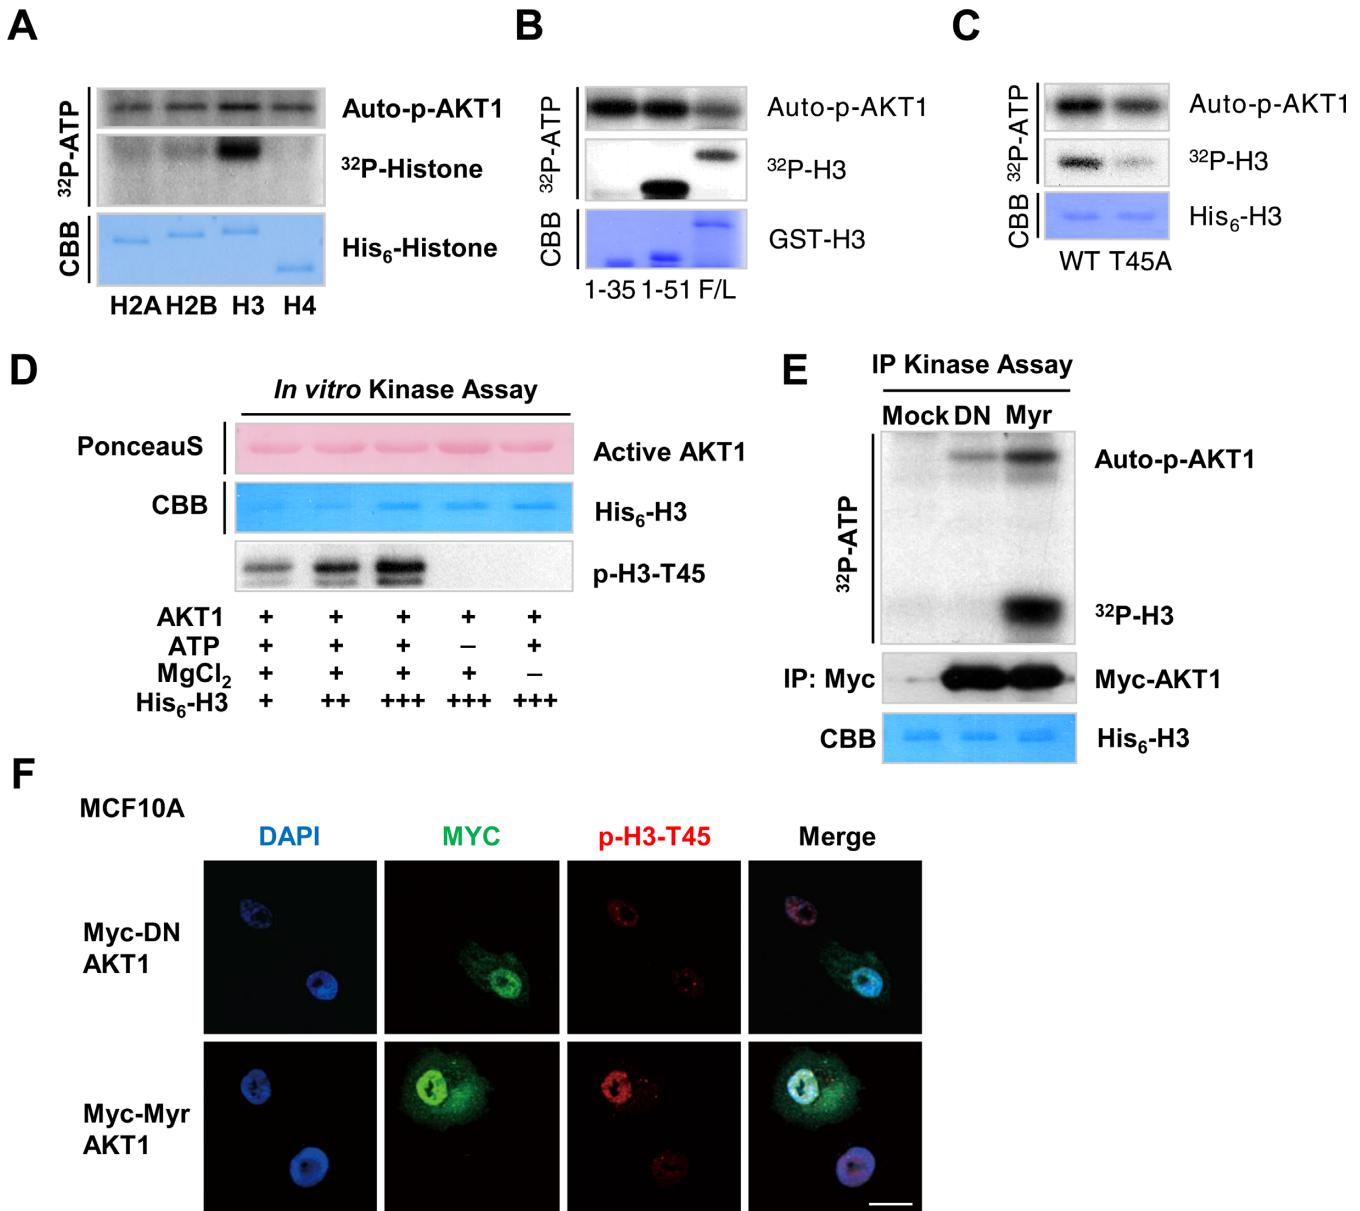 A
³²P-ATP
CBB
Auto-p-AKT1
³²P-Histone
His₆-Histone
H2A H2B H3 H4
B
³²P-ATP
CBB
Auto-p-AKT1
³²P-H3
GST-H3
1-35 1-51 F/L
C
³²P-ATP
CBB
Auto-p-AKT1
³²P-H3
His₆-H3
WT T45A
D
In vitro Kinase Assay
PonceauS Active AKT1
CBB His₆-H3
p-H3-T45
AKT1 + + + + +
ATP + + + – +
MgCl₂ + + + + –
His₆-H3 + ++ +++ +++ +++
E
IP Kinase Assay
Mock DN Myr
³²P-ATP
Auto-p-AKT1
³²P-H3
IP: Myc Myc-AKT1
CBB His₆-H3
F
MCF10A
DAPI MYC p-H3-T45 Merge
Myc-DN
AKT1
Myc-Myr
AKT1